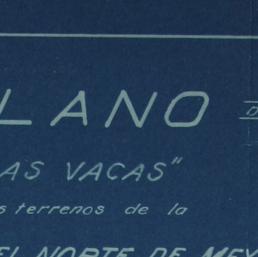 LANO
AS VACAS"
s terrenos de la
EL NORTE DE MEX